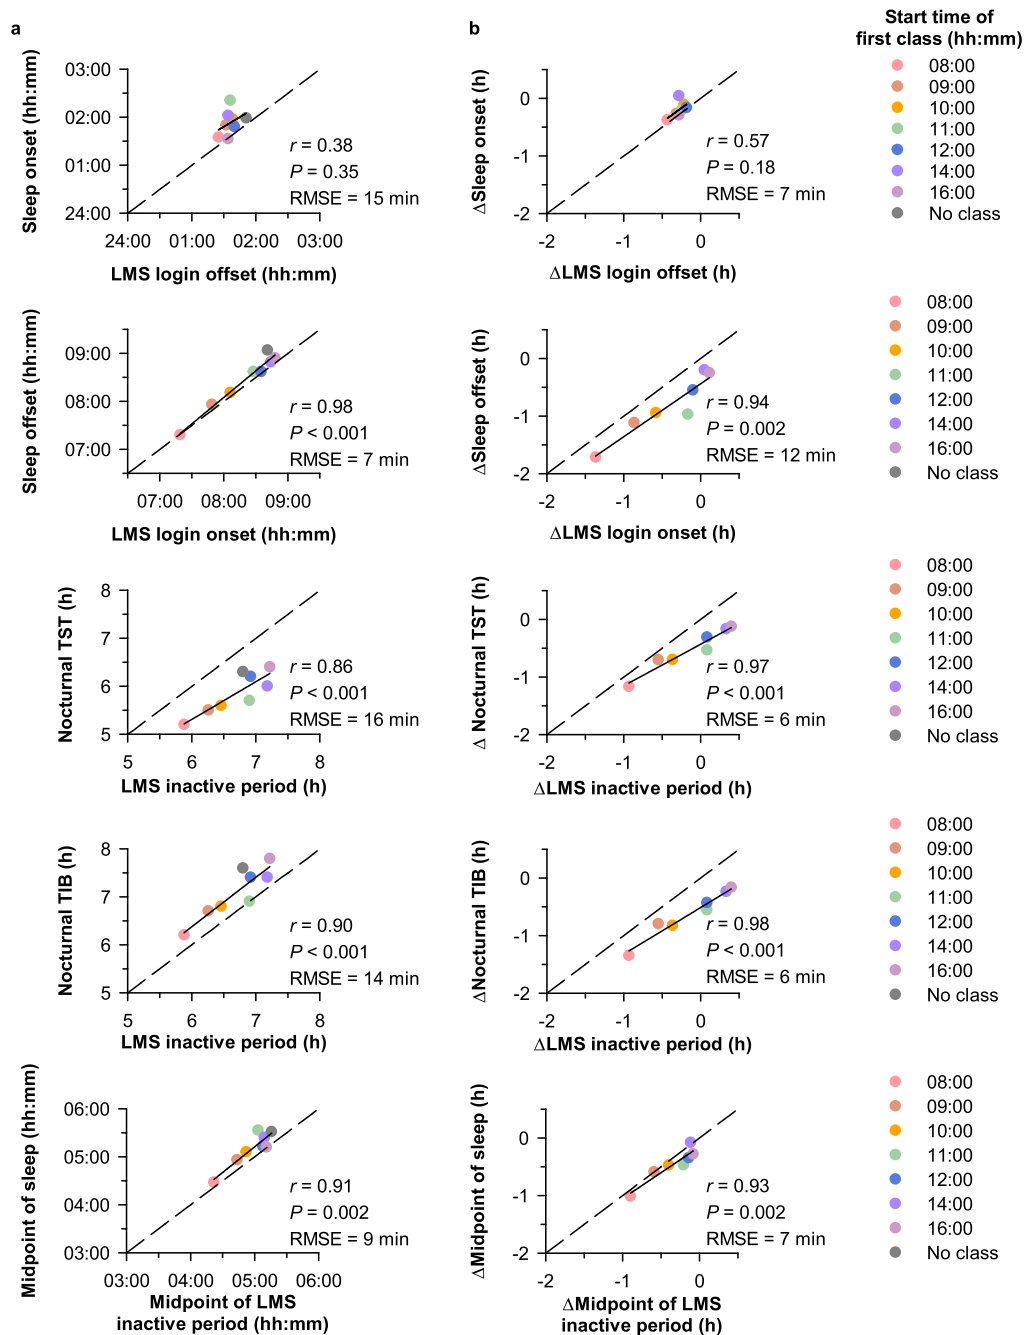 a
b
Start time of
first class (hh:mm)
Sleep onset (hh:mm)
03:00
02:00
01:00
24:00
24:00 01:00 02:00 03:00
LMS login offset (hh:mm)
r = 0.38
P = 0.35
RMSE = 15 min
ΔSleep onset (h)
0
-1
-2
-2 -1 0
ΔLMS login offset (h)
r = 0.57
P = 0.18
RMSE = 7 min
08:00
09:00
10:00
11:00
12:00
14:00
16:00
No class
Sleep offset (hh:mm)
09:00
08:00
07:00
07:00 08:00 09:00
LMS login onset (hh:mm)
r = 0.98
P < 0.001
RMSE = 7 min
ΔSleep offset (h)
0
-1
-2
-2 -1 0
ΔLMS login onset (h)
r = 0.94
P = 0.002
RMSE = 12 min
08:00
09:00
10:00
11:00
12:00
14:00
16:00
No class
Nocturnal TST (h)
8
7
6
5
5 6 7 8
LMS inactive period (h)
r = 0.86
P < 0.001
RMSE = 16 min
Δ Nocturnal TST (h)
0
-1
-2
-2 -1 0
ΔLMS inactive period (h)
r = 0.97
P < 0.001
RMSE = 6 min
08:00
09:00
10:00
11:00
12:00
14:00
16:00
No class
Nocturnal TIB (h)
8
7
6
5
5 6 7 8
LMS inactive period (h)
r = 0.90
P < 0.001
RMSE = 14 min
ΔNocturnal TIB (h)
0
-1
-2
-2 -1 0
ΔLMS inactive period (h)
r = 0.98
P < 0.001
RMSE = 6 min
08:00
09:00
10:00
11:00
12:00
14:00
16:00
No class
Midpoint of sleep (hh:mm)
06:00
05:00
04:00
03:00
03:00 04:00 05:00 06:00
Midpoint of LMS
inactive period (hh:mm)
r = 0.91
P = 0.002
RMSE = 9 min
ΔMidpoint of sleep (h)
0
-1
-2
-2 -1 0
ΔMidpoint of LMS
inactive period (h)
r = 0.93
P = 0.002
RMSE = 7 min
08:00
09:00
10:00
11:00
12:00
14:00
16:00
No class